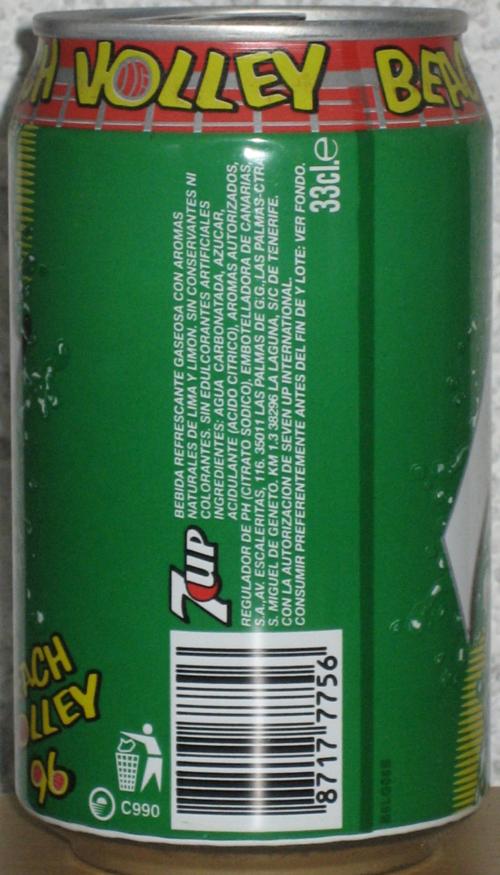 H VOLLEY BEA
33cl.e
7UP
BEBIDA REFRESCANTE GASEOSA CON AROMAS
NATURALES DE LIMA Y LIMON. SIN CONSERVANTES NI
COLORANTES, SIN EDULCORANTES ARTIFICIALES
INGREDIENTES: AGUA CARBONATADA, AZUCAR,
ACIDULANTE (ACIDO CITRICO), AROMAS AUTORIZADOS,
REGULADOR DE PH (CITRATO SODICO), EMBOTELLADORA DE CANARIAS,
S.A., AV. ESCALERITAS, 116. 35011 LAS PALMAS DE G.G., LAS PALMAS-CTRA.
S. MIGUEL DE GENETO. KM 1.3 38296 LA LAGUNA, S/C DE TENERIFE.
CON LA AUTORIZACION DE SEVEN UP INTERNATIONAL.
CONSUMIR PREFERENTEMENTE ANTES DEL FIN DE Y LOTE: VER FONDO.
ACH
OLLEY
96
C990
8717 7756